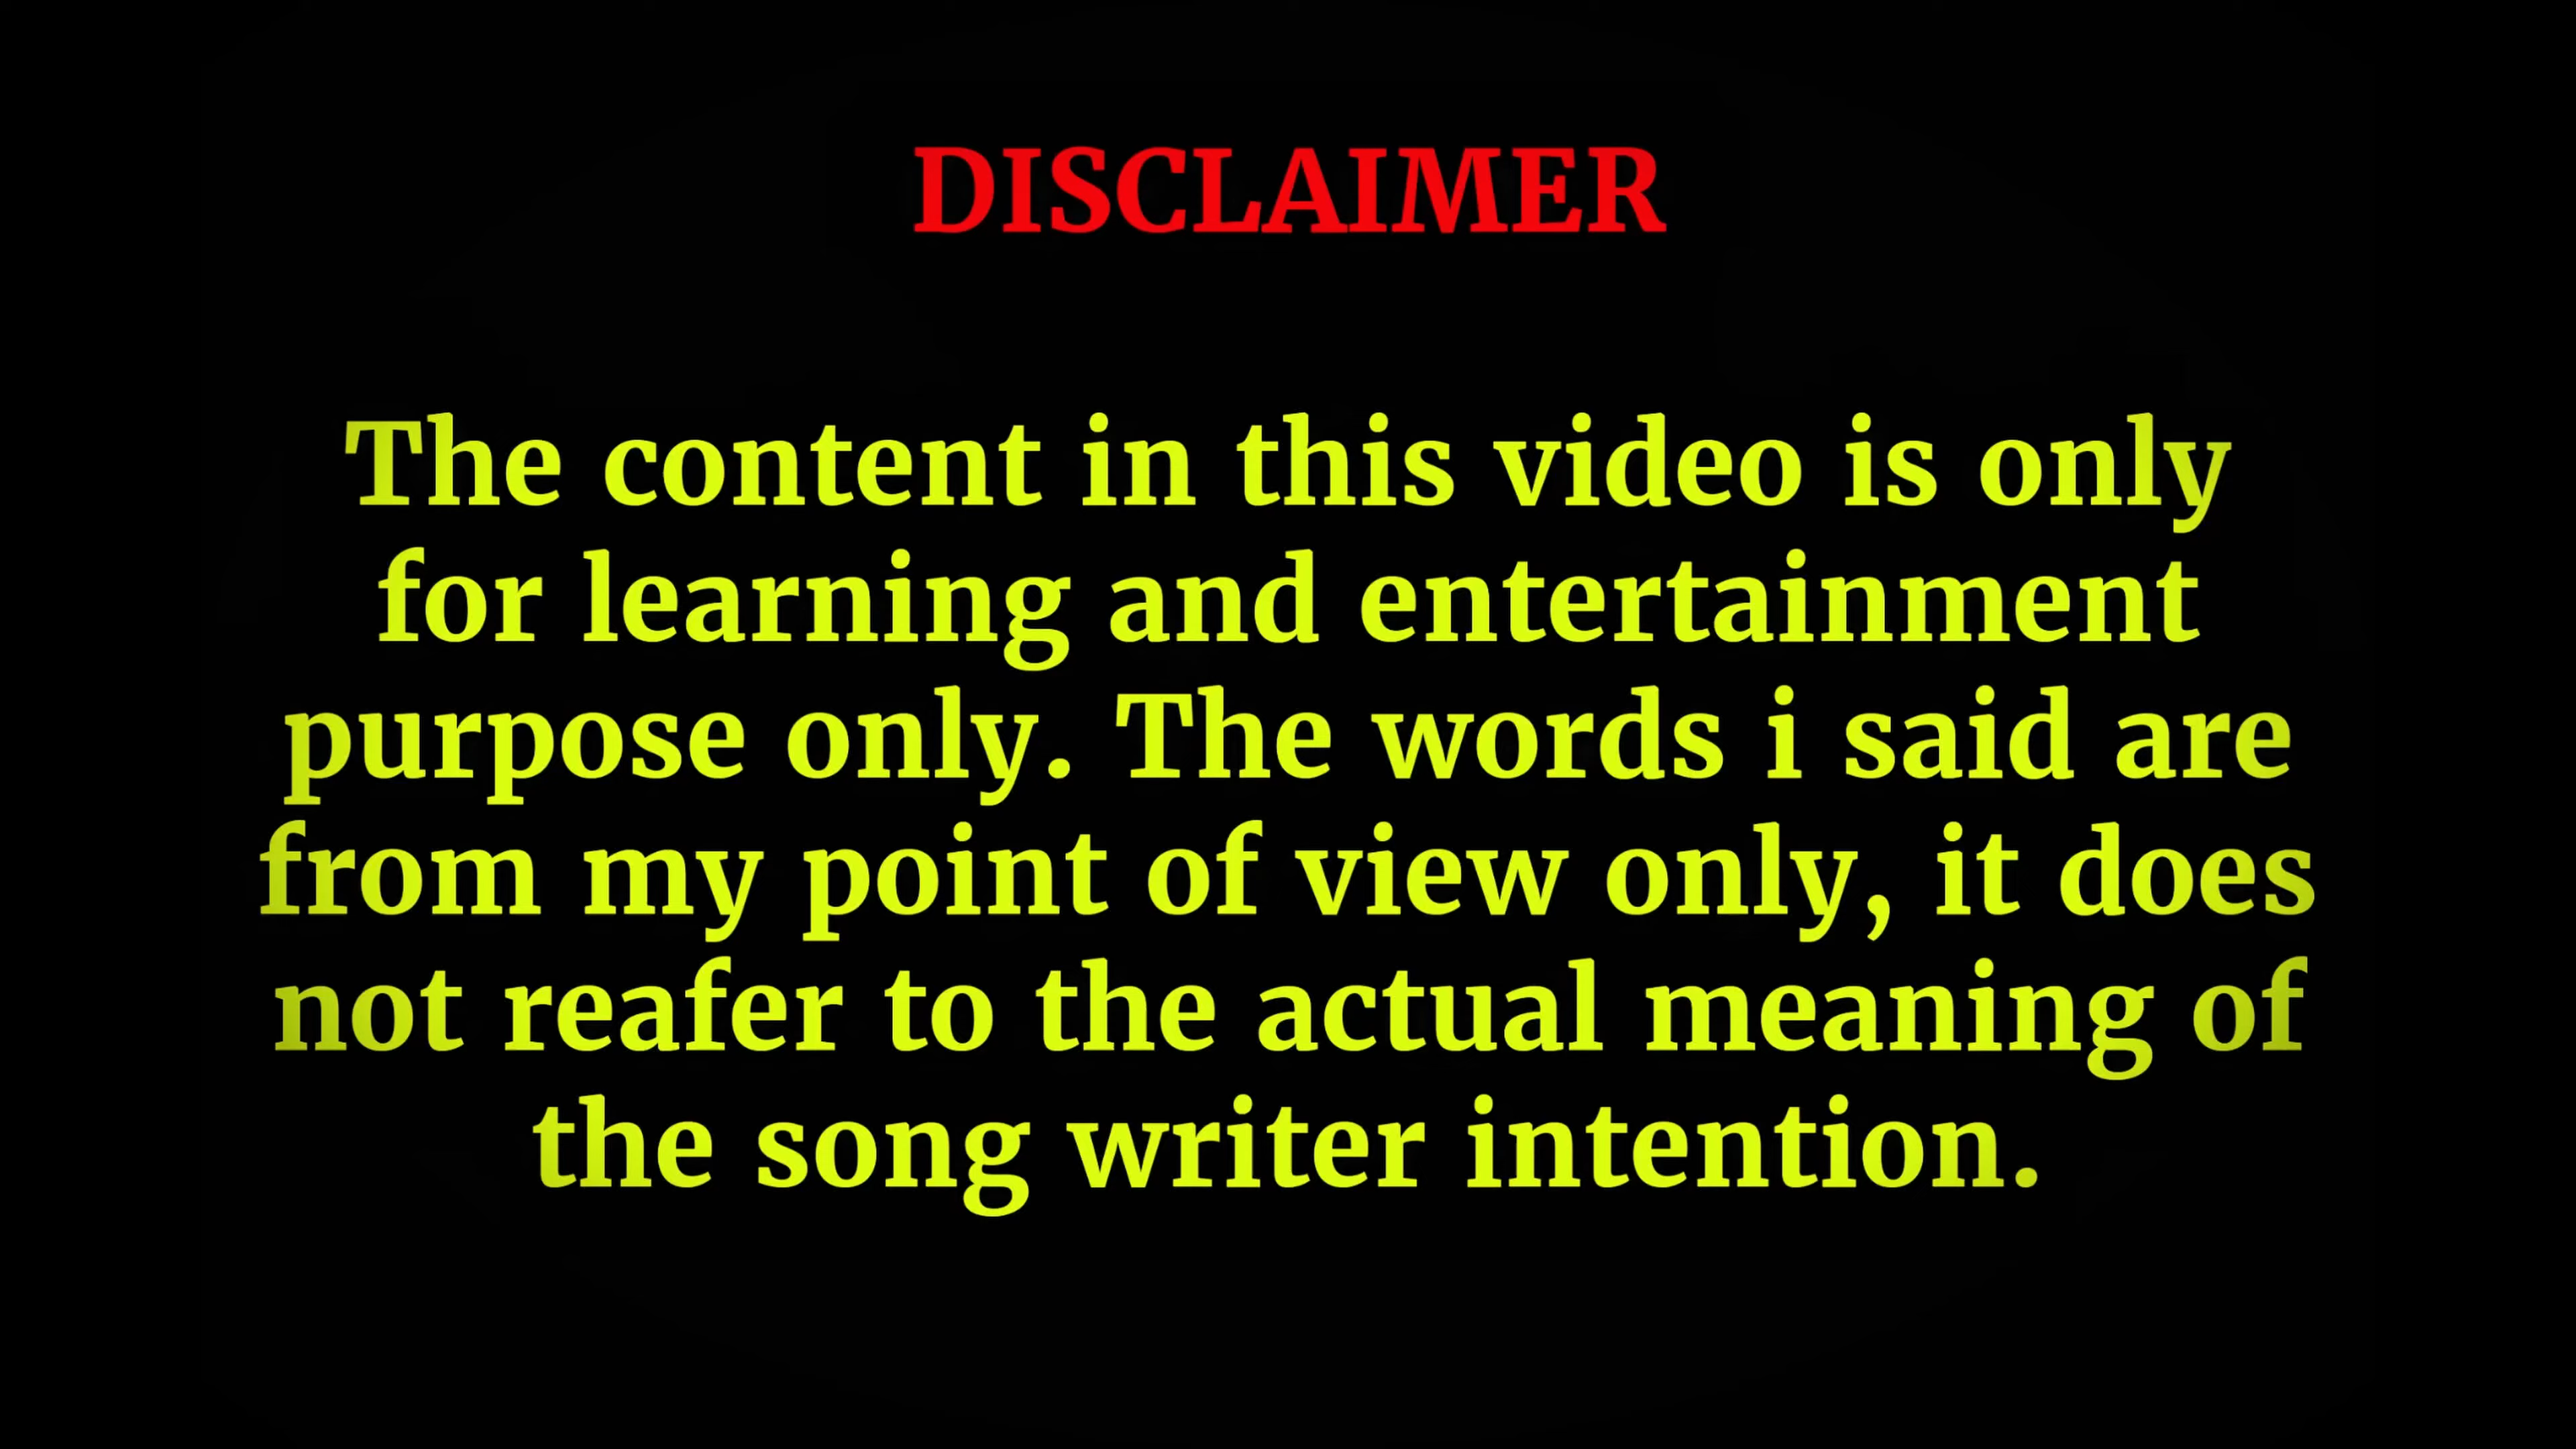 DISCLAIMER
The content in this video is only
for learning and entertainment
purpose only. The words i said are
from my point of view only, it does
not reafer to the actual meaning of
the song writer intention.